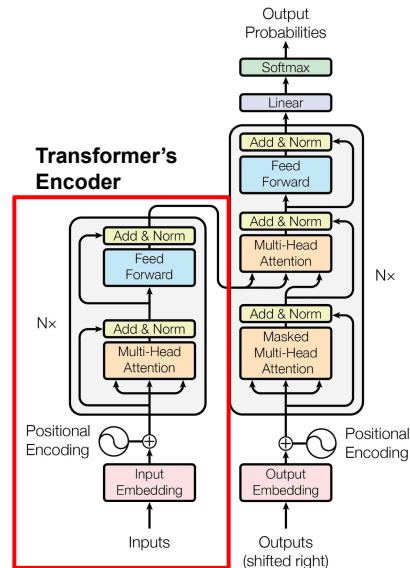 Output
Probabilities
Softmax
Linear
Add & Norm
Feed
Forward
Add & Norm
Multi-Head
Attention
N×
Add & Norm
Masked
Multi-Head
Attention
Positional
Encoding
Output
Embedding
Outputs
(shifted right)
Transformer's
Encoder
Add & Norm
Feed
Forward
N×
Add & Norm
Multi-Head
Attention
Positional
Encoding
Input
Embedding
Inputs